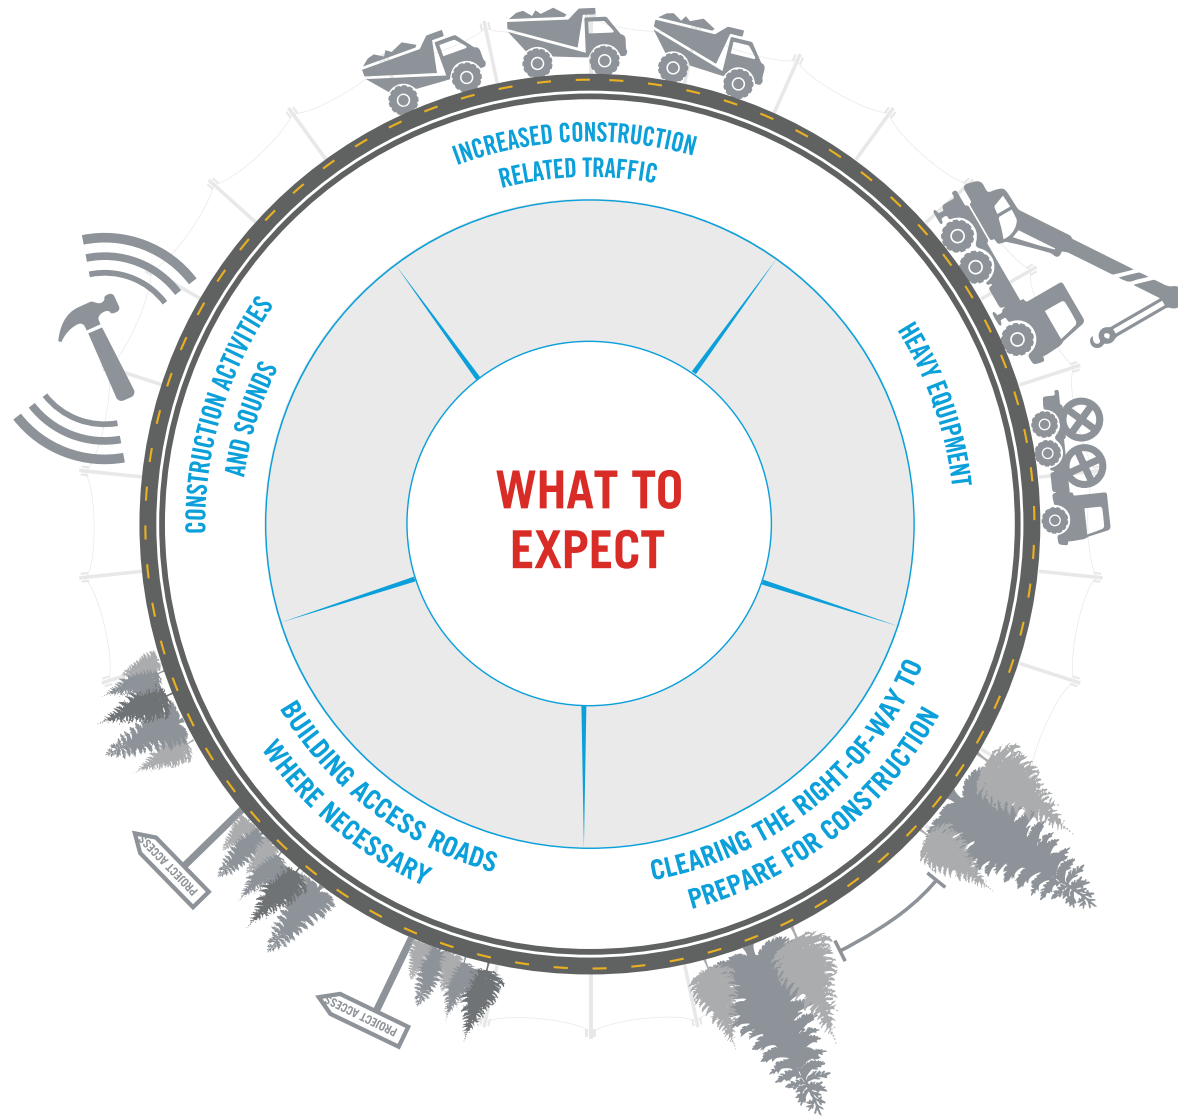 INCREASED CONSTRUCTION
RELATED TRAFFIC
HEAVY EQUIPMENT
CLEARING THE RIGHT-OF-WAY TO
PREPARE FOR CONSTRUCTION
BUILDING ACCESS ROADS
WHERE NECESSARY
CONSTRUCTION ACTIVITIES
AND SOUNDS
WHAT TO
EXPECT
PROJECT ACCESS
PROJECT ACCESS